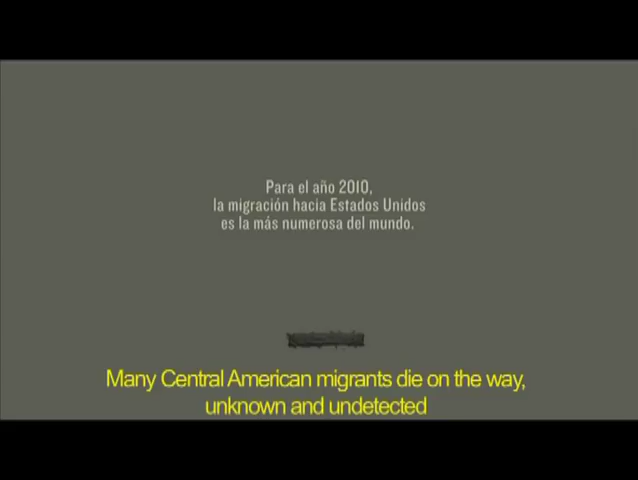 Para el año 2010,
la migración hacia Estados Unidos
es la más numerosa del mundo.
Many Central American migrants die on the way,
unknown and undetected